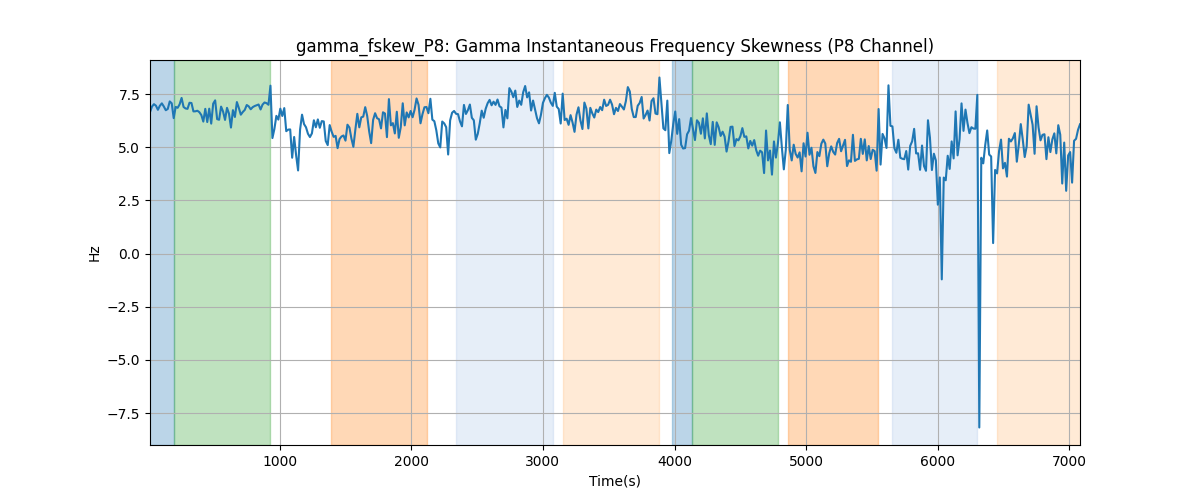 gamma_fskew_P8: Gamma Instantaneous Frequency Skewness (P8 Channel)
7.5
5.0
2.5
0.0
−2.5
−5.0
−7.5
Hz
1000 2000 3000 4000 5000 6000 7000
Time(s)